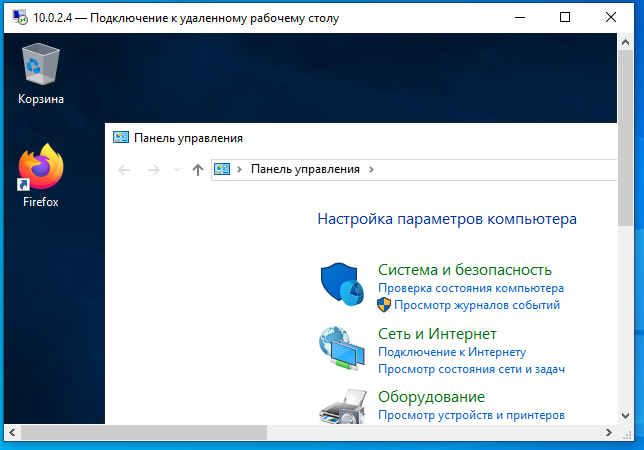 10.0.2.4 — Подключение к удаленному рабочему столу
Корзина
Firefox
Панель управления
Панель управления
Настройка параметров компьютера
Система и безопасность
Проверка состояния компьютера
Просмотр журналов событий
Сеть и Интернет
Подключение к Интернету
Просмотр состояния сети и задач
Оборудование
Просмотр устройств и принтеров